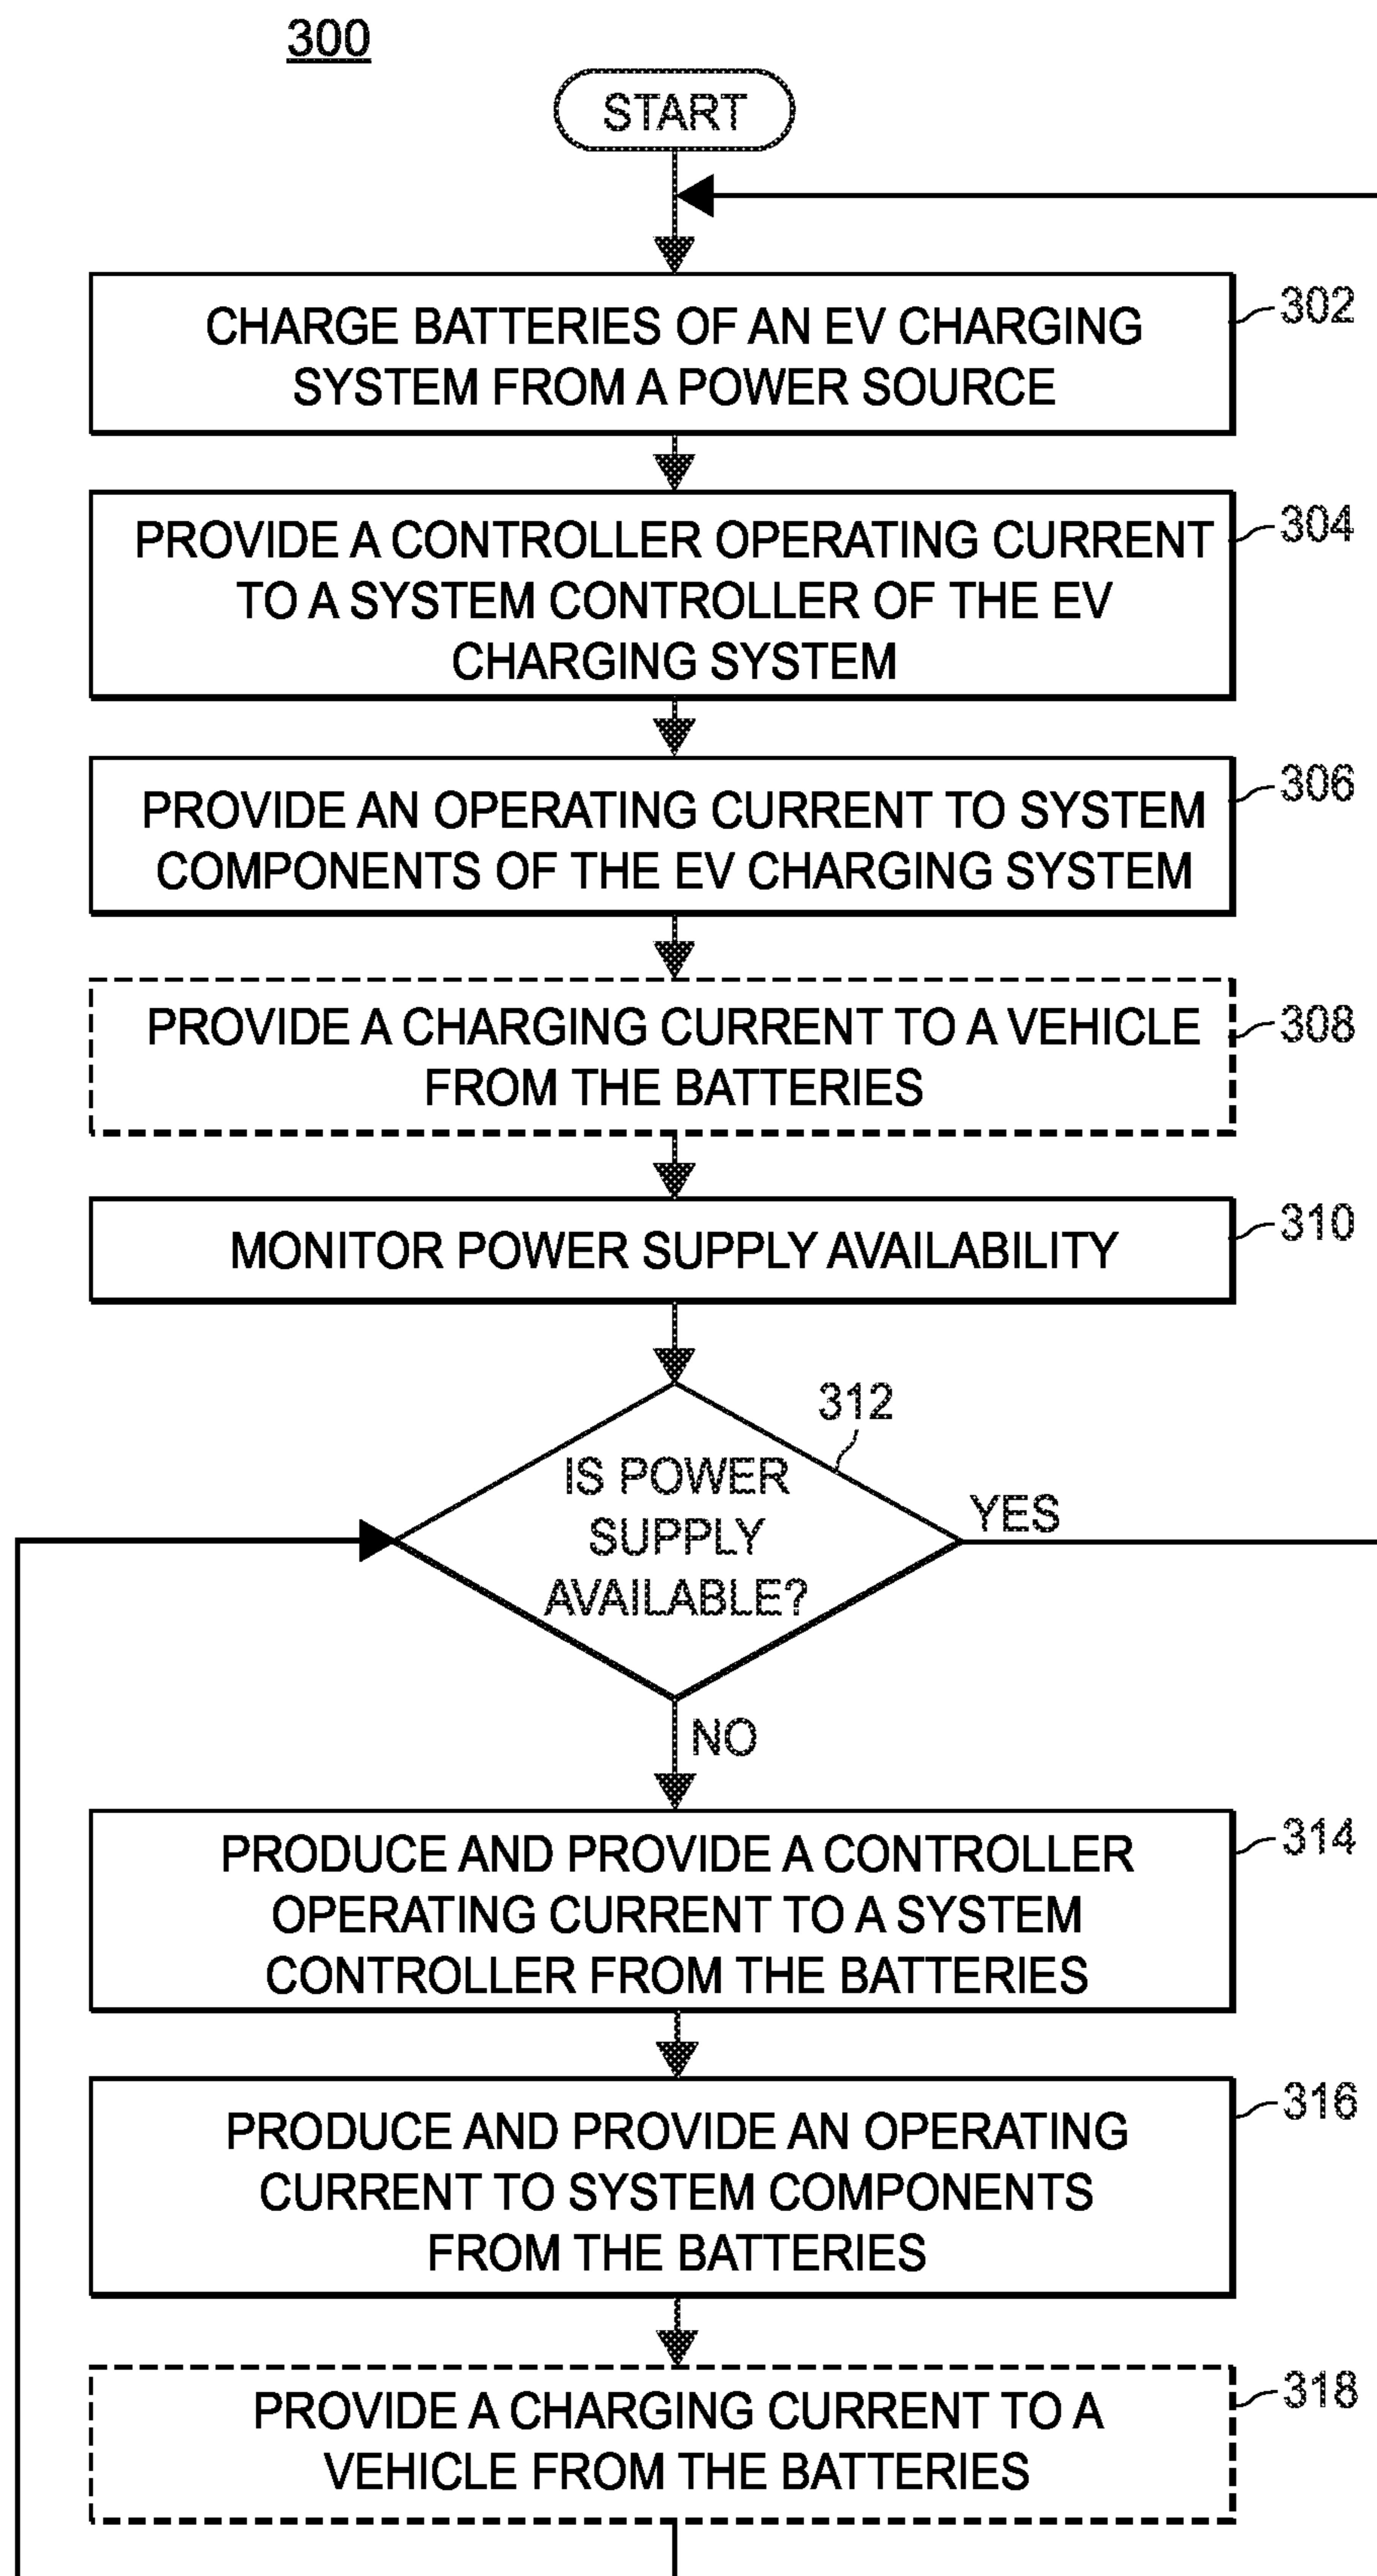 300
START
CHARGE BATTERIES OF AN EV CHARGING
SYSTEM FROM A POWER SOURCE
302
PROVIDE A CONTROLLER OPERATING CURRENT
TO A SYSTEM CONTROLLER OF THE EV
CHARGING SYSTEM
304
PROVIDE AN OPERATING CURRENT TO SYSTEM
COMPONENTS OF THE EV CHARGING SYSTEM
306
PROVIDE A CHARGING CURRENT TO A VEHICLE
FROM THE BATTERIES
308
MONITOR POWER SUPPLY AVAILABILITY
310
312
IS POWER
SUPPLY
AVAILABLE?
YES
NO
PRODUCE AND PROVIDE A CONTROLLER
OPERATING CURRENT TO A SYSTEM
CONTROLLER FROM THE BATTERIES
314
PRODUCE AND PROVIDE AN OPERATING
CURRENT TO SYSTEM COMPONENTS
FROM THE BATTERIES
316
PROVIDE A CHARGING CURRENT TO A
VEHICLE FROM THE BATTERIES
318